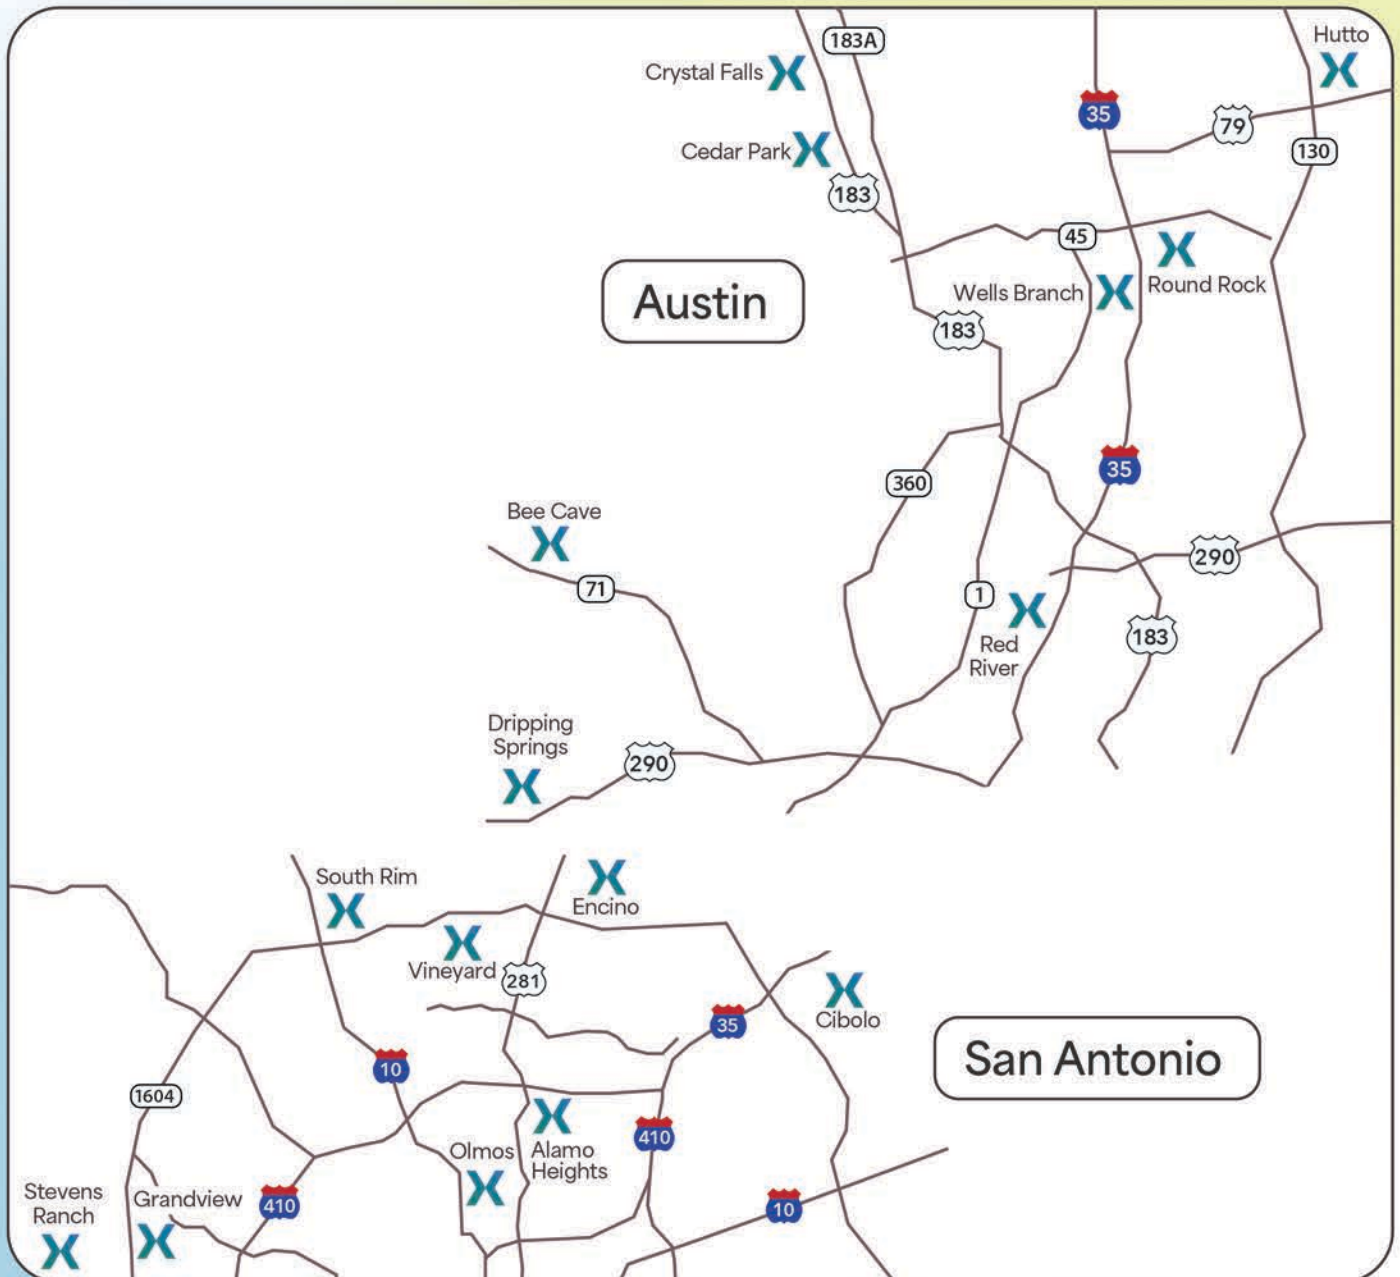 Hutto
183A
Crystal Falls
35
79
Cedar Park
130
183
45
Round Rock
Wells Branch
Austin
183
35
360
Bee Cave
290
71
1
183
Red
River
Dripping
Springs
290
South Rim
Encino
Vineyard
281
Cibolo
35
San Antonio
10
1604
410
Olmos
Alamo
Heights
Stevens
Ranch
Grandview
410
10